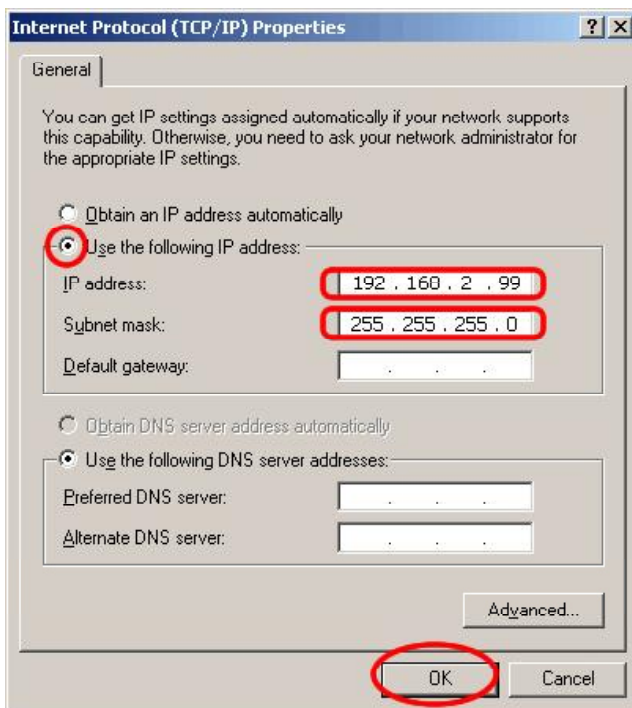 Internet Protocol (TCP/IP) Properties
General
You can get IP settings assigned automatically if your network supports
this capability. Otherwise, you need to ask your network administrator for
the appropriate IP settings.
Obtain an IP address automatically
Use the following IP address:
IP address: 192 . 160 . 2 . 99
Subnet mask: 255 . 255 . 255 . 0
Default gateway: . . .
Obtain DNS server address automatically
Use the following DNS server addresses:
Preferred DNS server: . . .
Alternate DNS server: . . .
Advanced...
OK Cancel